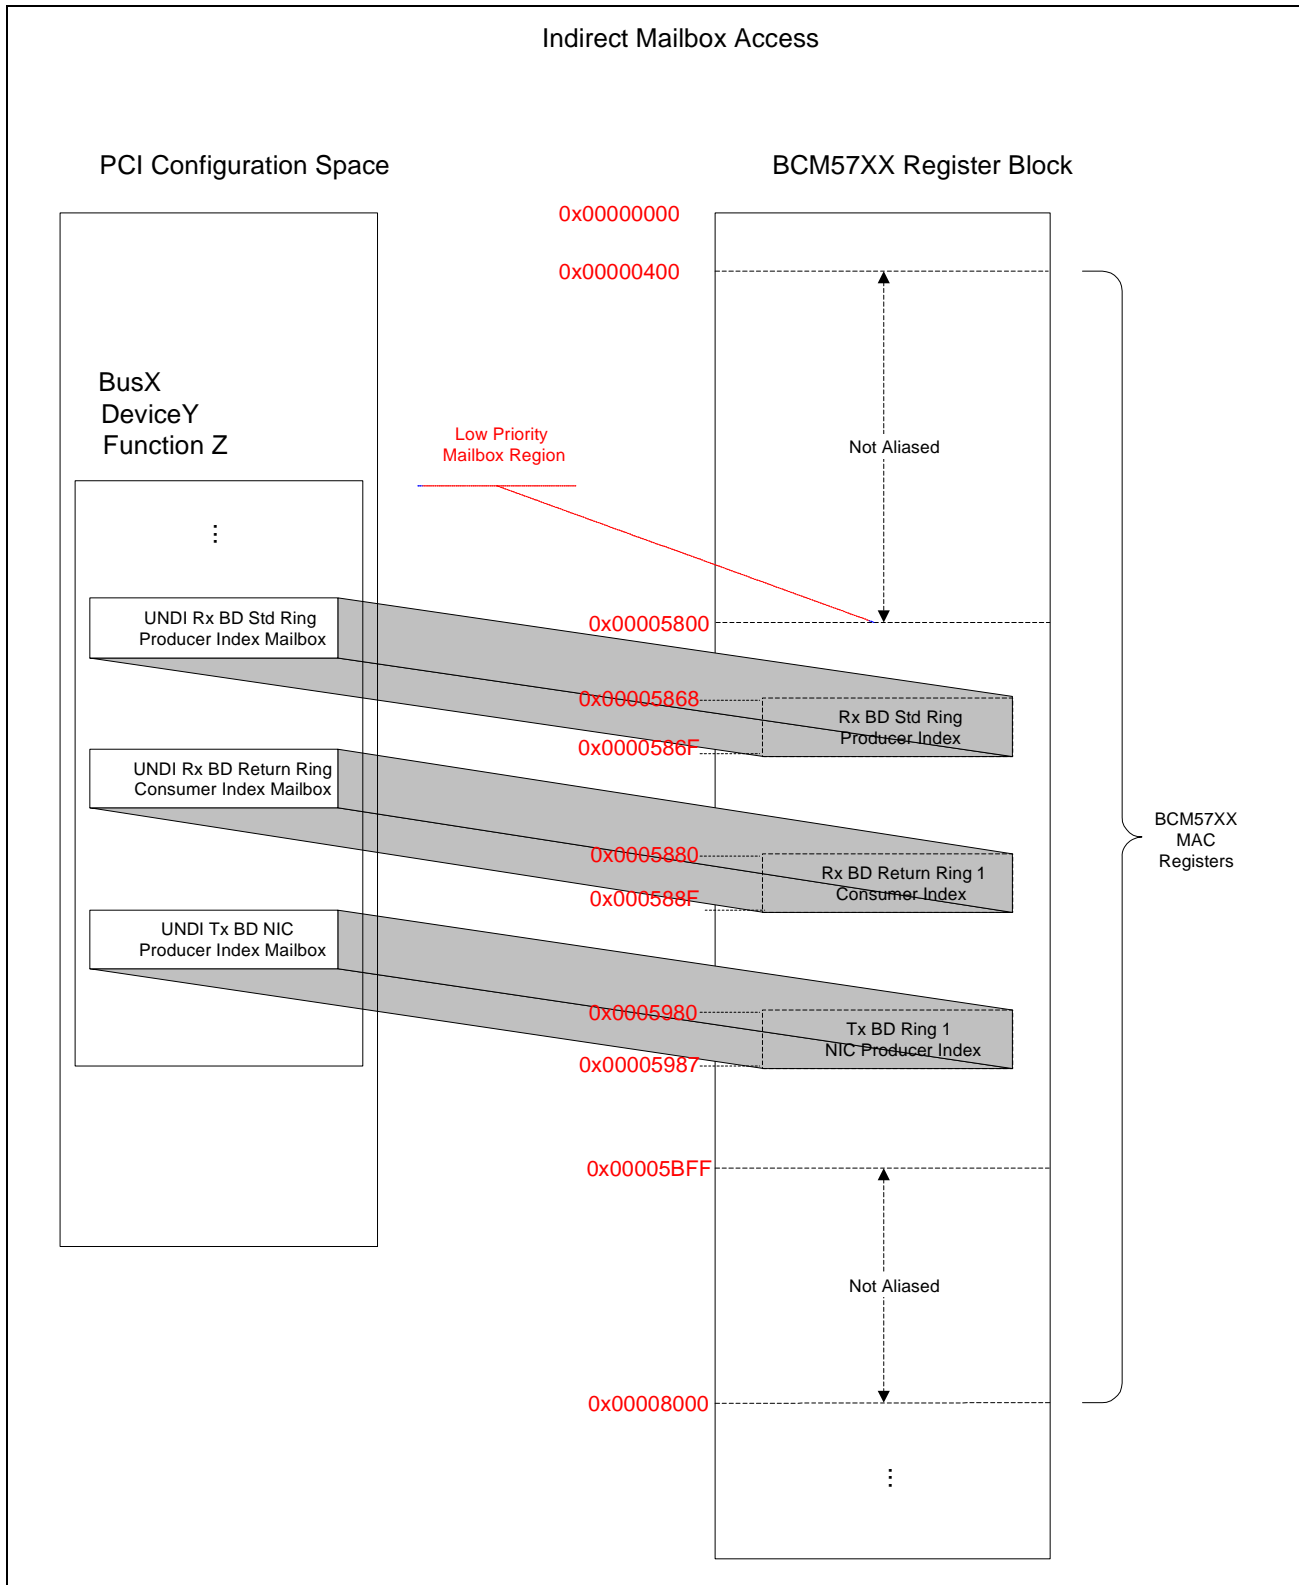 Indirect Mailbox Access
PCI Configuration Space
BCM57XX Register Block
0x00000000
0x00000400
BusX
DeviceY
Function Z
Low Priority
Mailbox Region
Not Aliased
⋮
UNDI Rx BD Std Ring
Producer Index Mailbox
0x00005800
0x00005868
Rx BD Std Ring
Producer Index
0x0000586F
UNDI Rx BD Return Ring
Consumer Index Mailbox
BCM57XX
MAC
Registers
0x0005880
Rx BD Return Ring 1
Consumer Index
0x000588F
UNDI Tx BD NIC
Producer Index Mailbox
0x0005980
Tx BD Ring 1
NIC Producer Index
0x00005987
0x00005BFF
Not Aliased
0x00008000
⋮